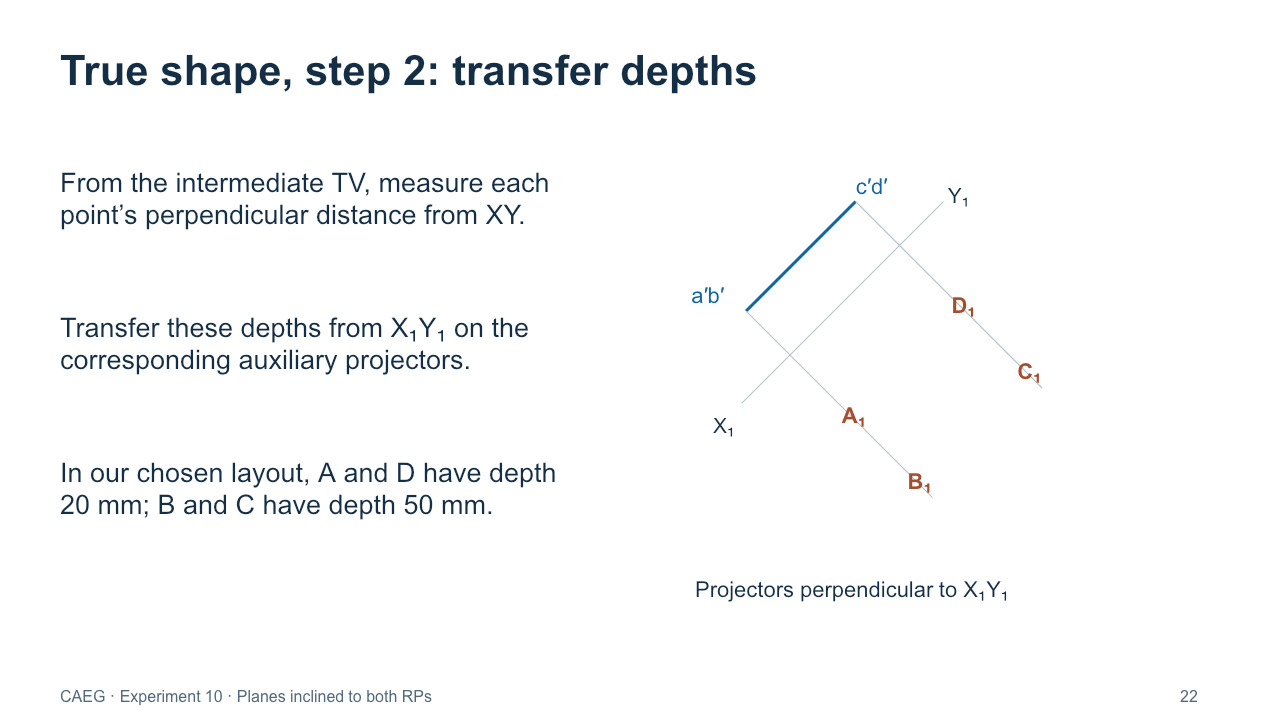 True shape, step 2: transfer depths
From the intermediate TV, measure each
point’s perpendicular distance from XY.
Transfer these depths from X₁Y₁ on the
corresponding auxiliary projectors.
In our chosen layout, A and D have depth
20 mm; B and C have depth 50 mm.
c′d′
Y₁
a′b′
D₁
C₁
A₁
X₁
B₁
Projectors perpendicular to X₁Y₁
CAEG · Experiment 10 · Planes inclined to both RPs
22